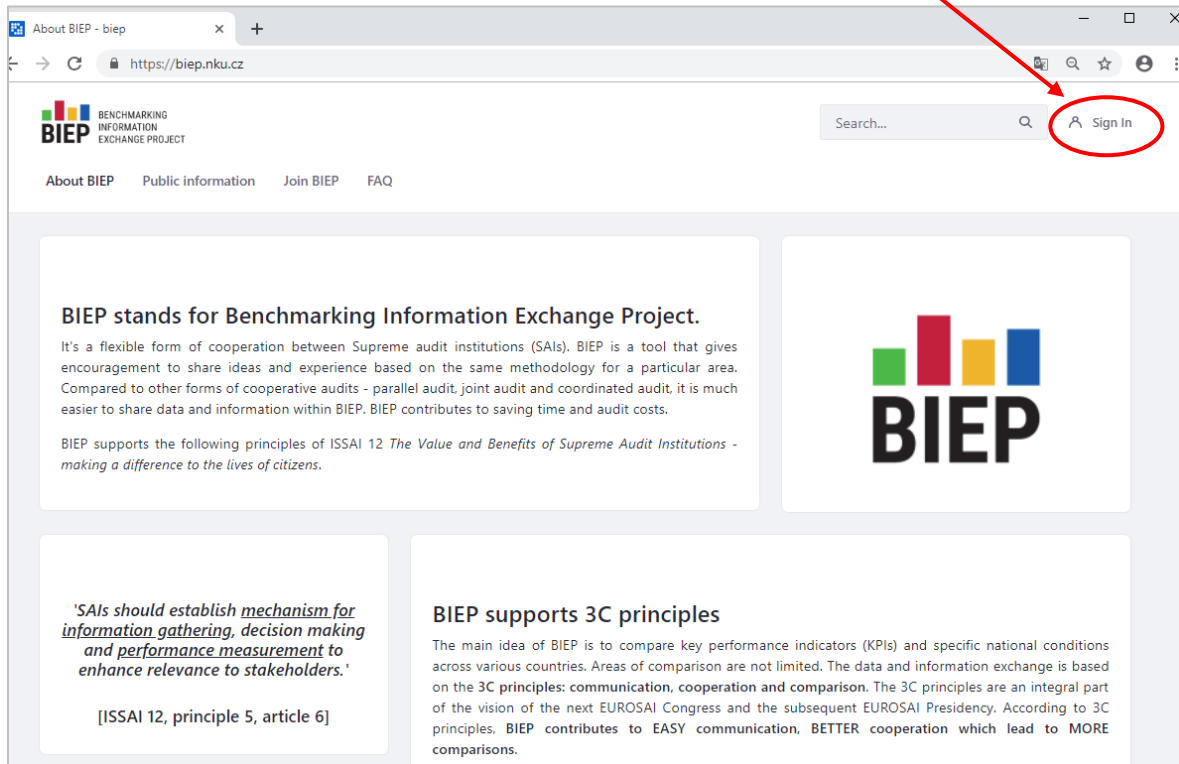 About BIEP - biep
https://biep.nku.cz
BIEP
BENCHMARKING
INFORMATION
EXCHANGE PROJECT
Search...
Sign In
About BIEP Public information Join BIEP FAQ
BIEP stands for Benchmarking Information Exchange Project.
It's a flexible form of cooperation between Supreme audit institutions (SAIs). BIEP is a tool that gives
encouragement to share ideas and experience based on the same methodology for a particular area.
Compared to other forms of cooperative audits - parallel audit, joint audit and coordinated audit, it is much
easier to share data and information within BIEP. BIEP contributes to saving time and audit costs.
BIEP supports the following principles of ISSAI 12 The Value and Benefits of Supreme Audit Institutions -
making a difference to the lives of citizens.
BIEP
'SAIs should establish mechanism for
information gathering, decision making
and performance measurement to
enhance relevance to stakeholders.'
[ISSAI 12, principle 5, article 6]
BIEP supports 3C principles
The main idea of BIEP is to compare key performance indicators (KPIs) and specific national conditions
across various countries. Areas of comparison are not limited. The data and information exchange is based
on the 3C principles: communication, cooperation and comparison. The 3C principles are an integral part
of the vision of the next EUROSAI Congress and the subsequent EUROSAI Presidency. According to 3C
principles, BIEP contributes to EASY communication, BETTER cooperation which lead to MORE
comparisons.